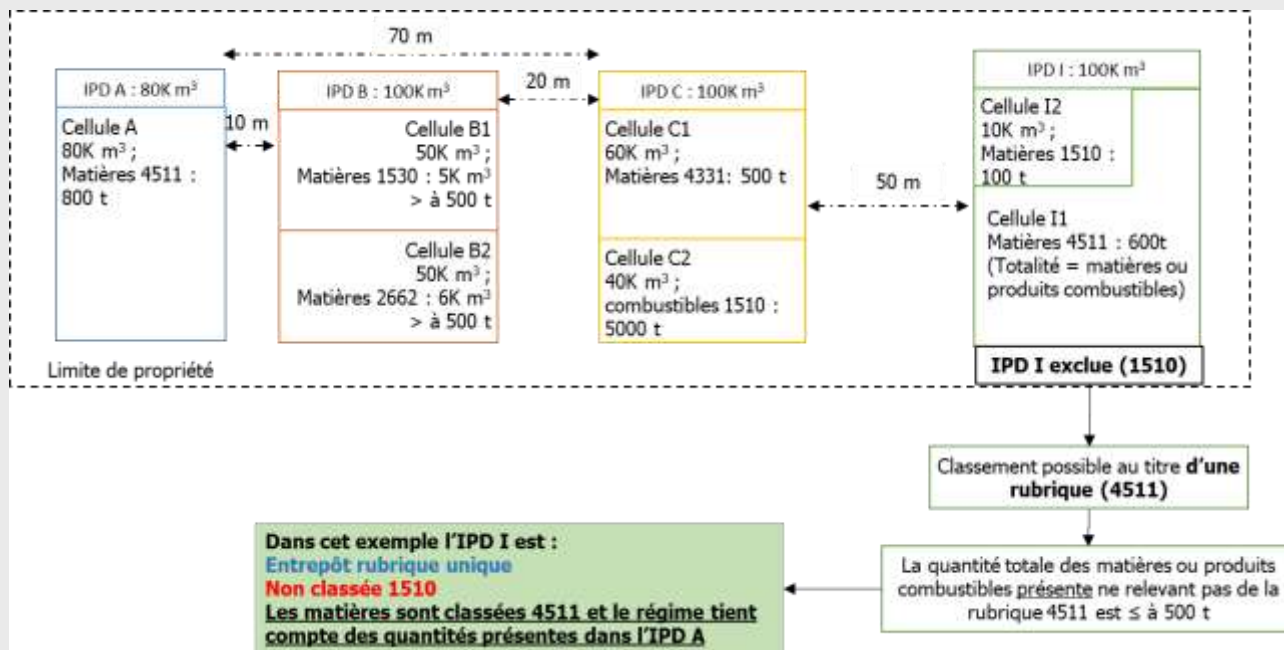 70 m
IPD A : 80K m³
Cellule A
80K m³ ;
Matières 4511 :
800 t
10 m
IPD B : 100K m³
Cellule B1
50K m³ ;
Matières 1530 : 5K m³
> à 500 t
Cellule B2
50K m³ ;
Matières 2662 : 6K m³
> à 500 t
20 m
IPD C : 100K m³
Cellule C1
60K m³ ;
Matières 4331: 500 t
Cellule C2
40K m³ ;
combustibles 1510 :
5000 t
50 m
IPD I : 100K m³
Cellule I2
10K m³ ;
Matières 1510 :
100 t
Cellule I1
Matières 4511 : 600t
(Totalité = matières ou
produits combustibles)
Limite de propriété
IPD I exclue (1510)
Classement possible au titre d'une
rubrique (4511)
La quantité totale des matières ou produits
combustibles présente ne relevant pas de la
rubrique 4511 est ≤ à 500 t
Dans cet exemple l'IPD I est :
Entrepôt rubrique unique
Non classée 1510
Les matières sont classées 4511 et le régime tient
compte des quantités présentes dans l'IPD A